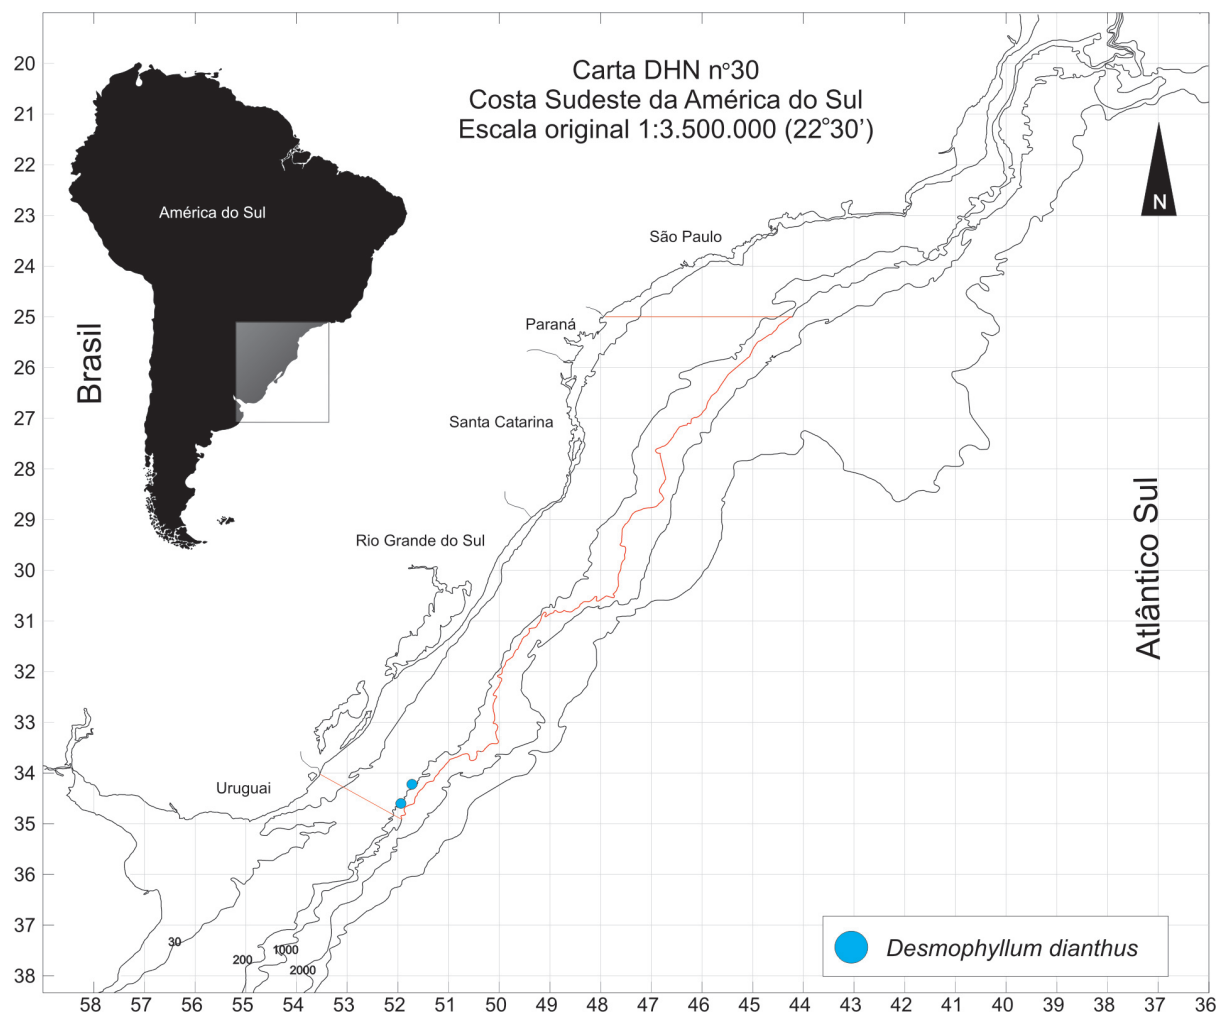 Carta DHN nº30
Costa Sudeste da América do Sul
Escala original 1:3.500.000 (22°30’)
América do Sul
Brasil
N
São Paulo
Paraná
Santa Catarina
Rio Grande do Sul
Uruguai
Atlântico Sul
20
21
22
23
24
25
26
27
28
29
30
31
32
33
34
35
36
37
38
30
200
1000
2000
Desmophyllum dianthus
58 57 56 55 54 53 52 51 50 49 48 47 46 45 44 43 42 41 40 39 38 37 36